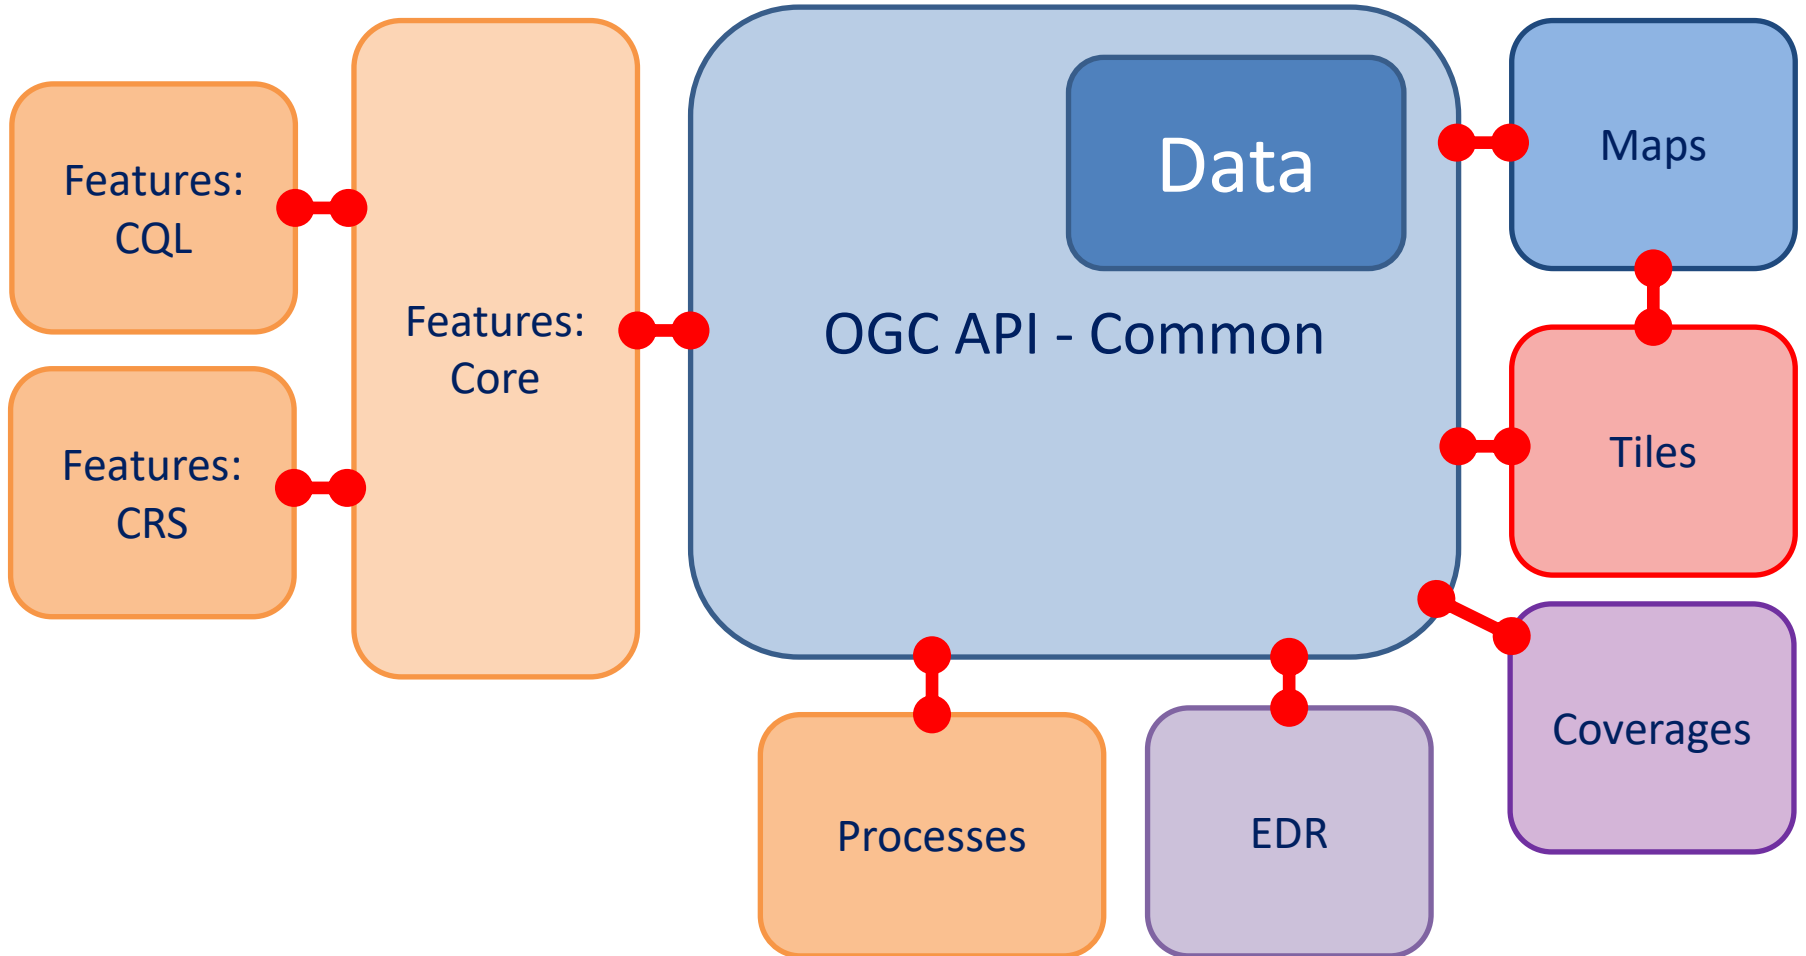 Features:
CQL
Features:
CRS
Features:
Core
Data
OGC API - Common
Maps
Tiles
Coverages
Processes
EDR